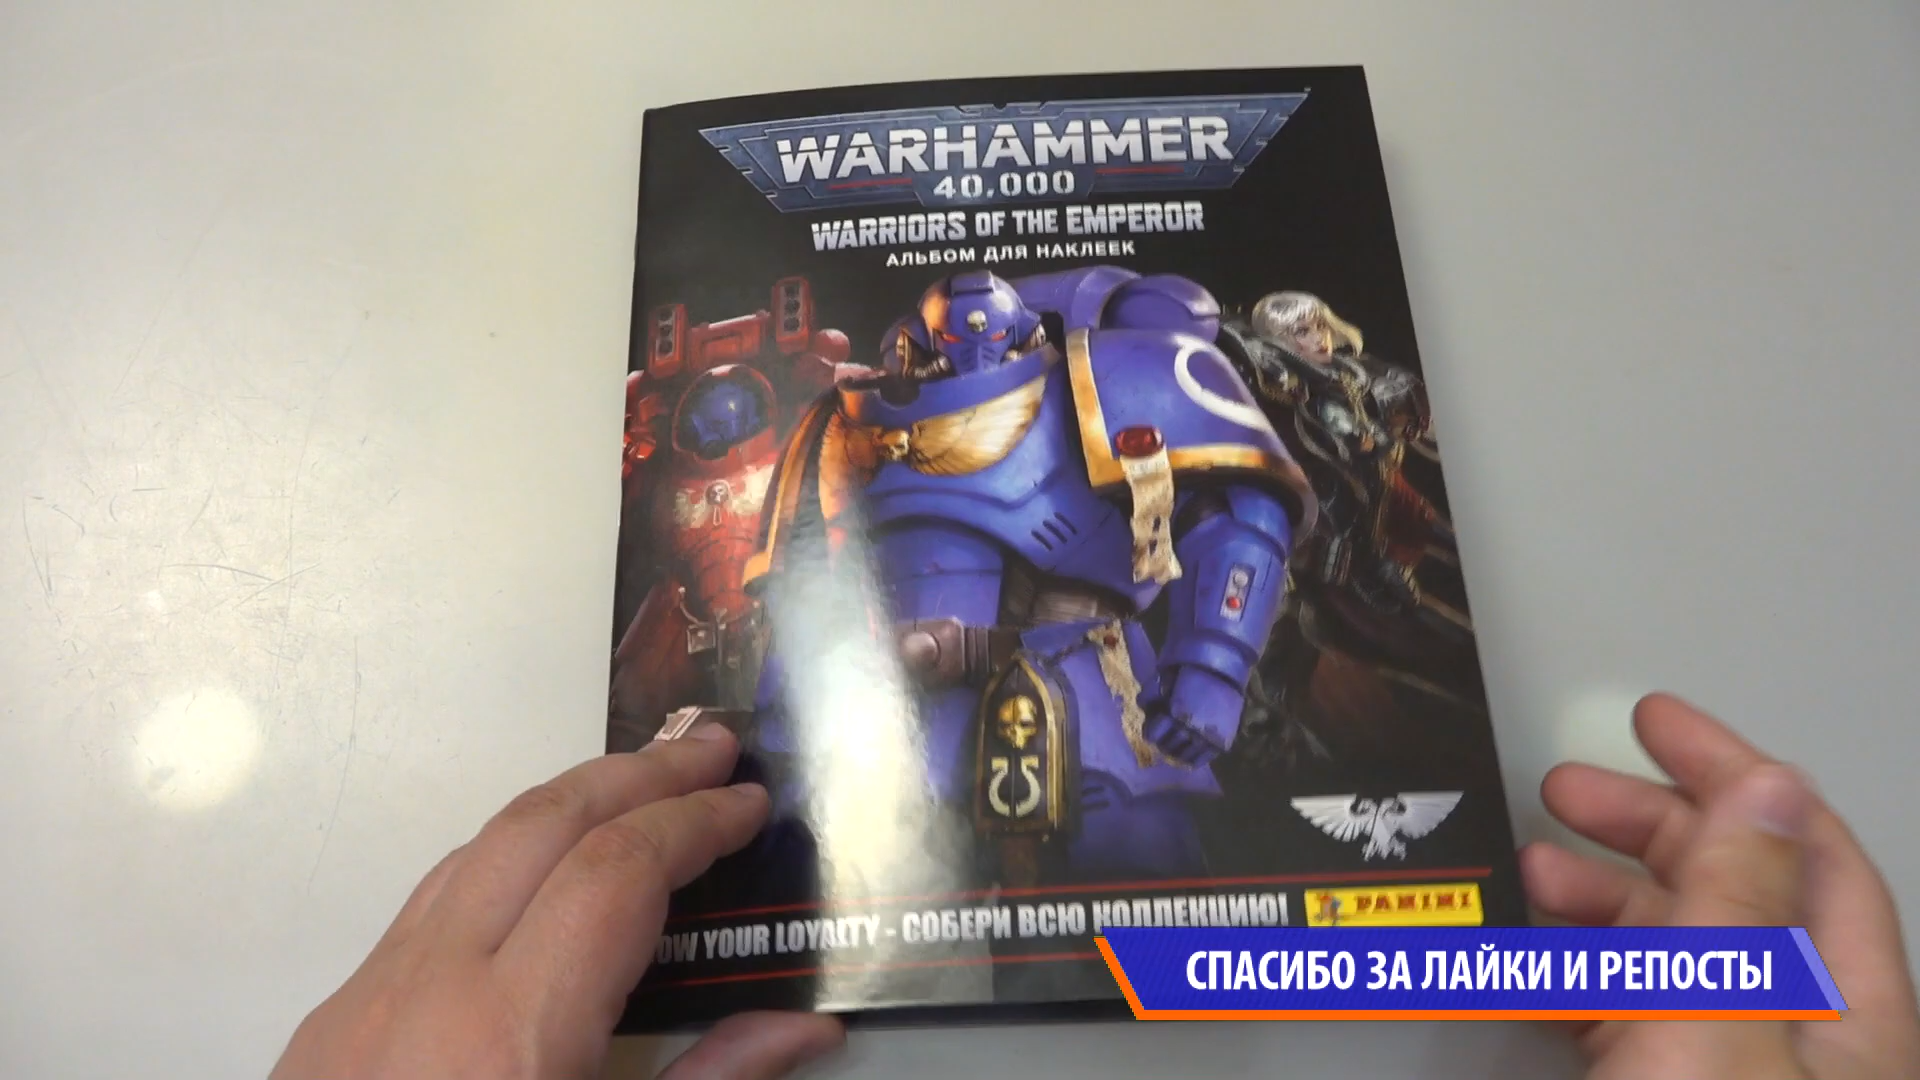 WARHAMMER
40.000
WARRIORS OF THE EMPEROR
АЛЬБОМ ДЛЯ НАКЛЕЕК
YOUR LOYALTY - СОБЕРИ ВСЮ КОЛЛЕКЦИЮ!
PANINI
СПАСИБО ЗА ЛАЙКИ И РЕПОСТЫ